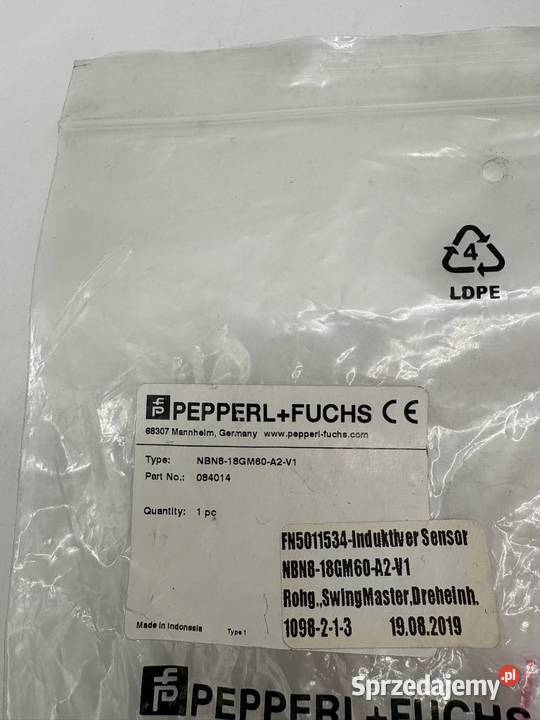 4
LDPE
PEPPERL+FUCHS CE
68307 Mannheim, Germany www.pepperl-fuchs.com
Type: NBN8-18GM60-A2-V1
Part No.: 084014
Quantity: 1 pc
FN5011534-Induktiver Sensor
NBN8-18GM60-A2-V1
Rohg.,SwingMaster,Dreheinh.
1098-2-1-3 19.08.2019
Made in Indonesia Type 1
PEPPERL+FUCHS
Sprzedajemy.pl